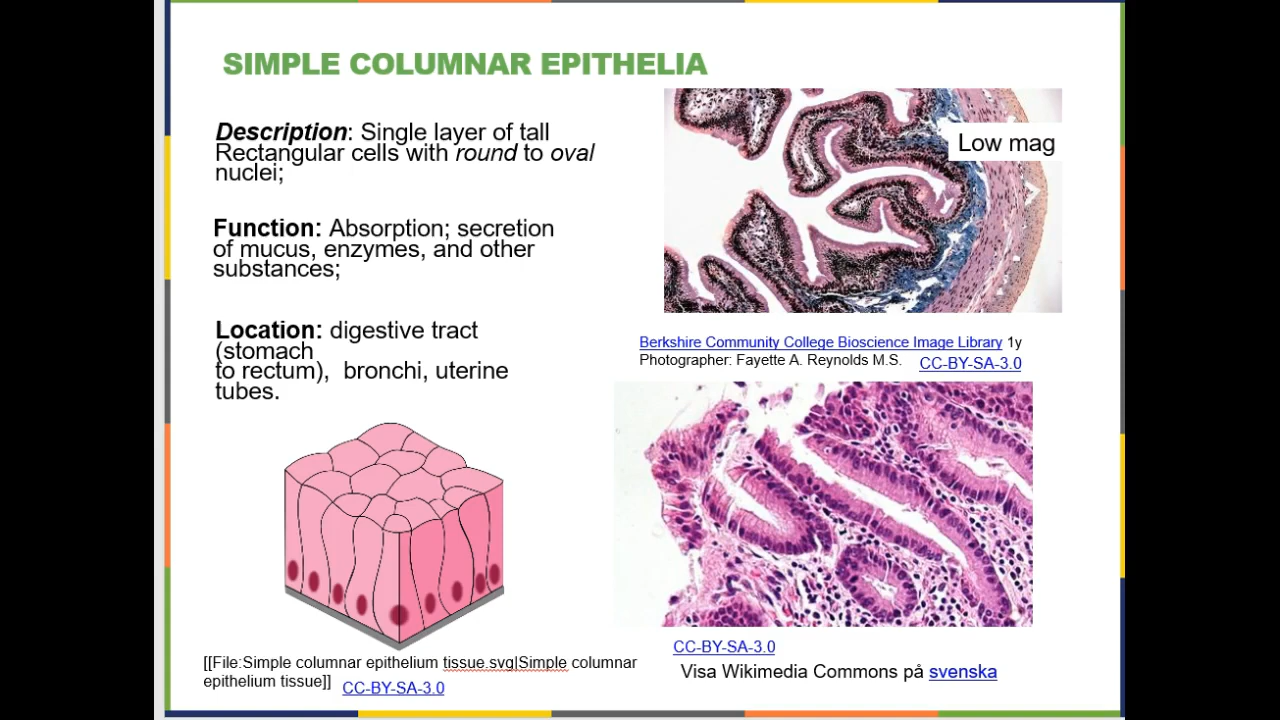 SIMPLE COLUMNAR EPITHELIA
Description: Single layer of tall
Rectangular cells with round to oval
nuclei;
Function: Absorption; secretion
of mucus, enzymes, and other
substances;
Location: digestive tract
(stomach
to rectum), bronchi, uterine
tubes.
[[File:Simple columnar epithelium tissue.svg|Simple columnar
epithelium tissue]] CC-BY-SA-3.0
Low mag
Berkshire Community College Bioscience Image Library 1y
Photographer: Fayette A. Reynolds M.S. CC-BY-SA-3.0
CC-BY-SA-3.0
Visa Wikimedia Commons på svenska